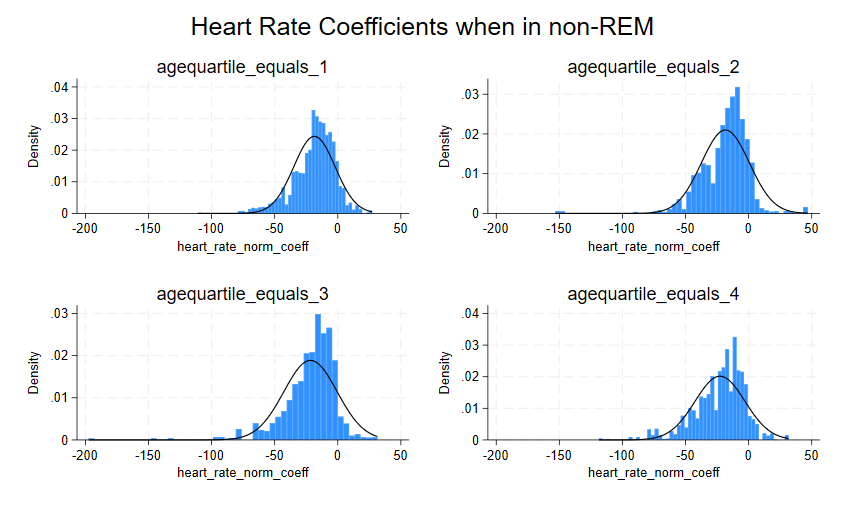 Heart Rate Coefficients when in non-REM
agequartile_equals_1
.04
.03
.02
.01
0
Density
-200 -150 -100 -50 0 50
heart_rate_norm_coeff
agequartile_equals_2
.03
.02
.01
0
Density
-200 -150 -100 -50 0 50
heart_rate_norm_coeff
agequartile_equals_3
.03
.02
.01
0
Density
-200 -150 -100 -50 0 50
heart_rate_norm_coeff
agequartile_equals_4
.04
.03
.02
.01
0
Density
-200 -150 -100 -50 0 50
heart_rate_norm_coeff